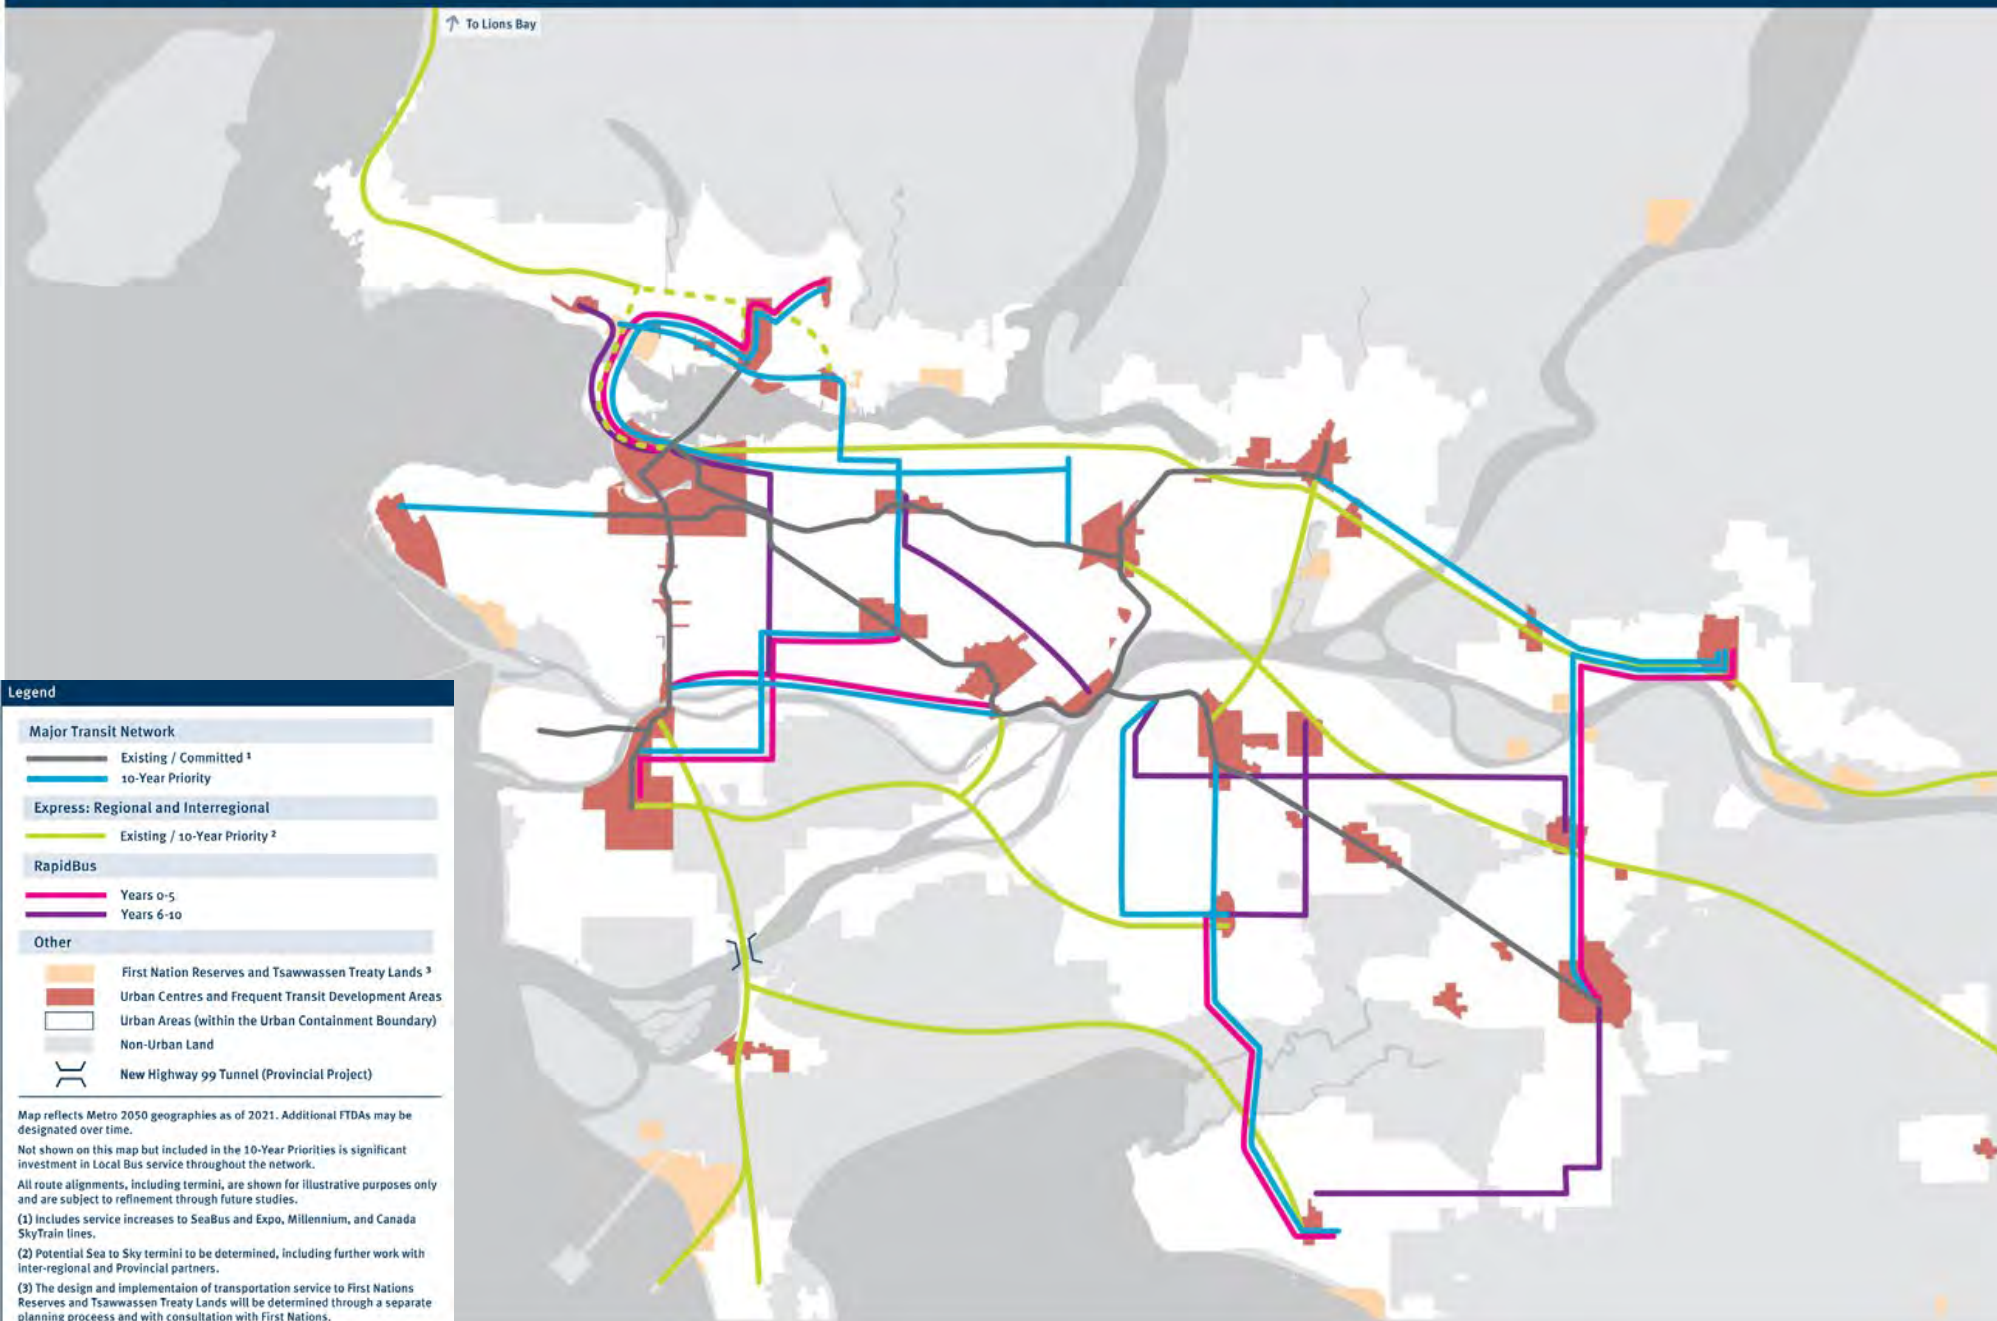 To Lions Bay
Legend
Major Transit Network
Existing / Committed ¹
10-Year Priority
Express: Regional and Interregional
Existing / 10-Year Priority ²
RapidBus
Years 0-5
Years 6-10
Other
First Nation Reserves and Tsawwassen Treaty Lands ³
Urban Centres and Frequent Transit Development Areas
Urban Areas (within the Urban Containment Boundary)
Non-Urban Land
New Highway 99 Tunnel (Provincial Project)
Map reflects Metro 2050 geographies as of 2021. Additional FTDAs may be
designated over time.
Not shown on this map but included in the 10-Year Priorities is significant
investment in Local Bus service throughout the network.
All route alignments, including termini, are shown for illustrative purposes only
and are subject to refinement through future studies.
(1) Includes service increases to SeaBus and Expo, Millennium, and Canada
SkyTrain lines.
(2) Potential Sea to Sky termini to be determined, including further work with
inter-regional and Provincial partners.
(3) The design and implementaion of transportation service to First Nations
Reserves and Tsawwassen Treaty Lands will be determined through a separate
planning proceess and with consultation with First Nations.